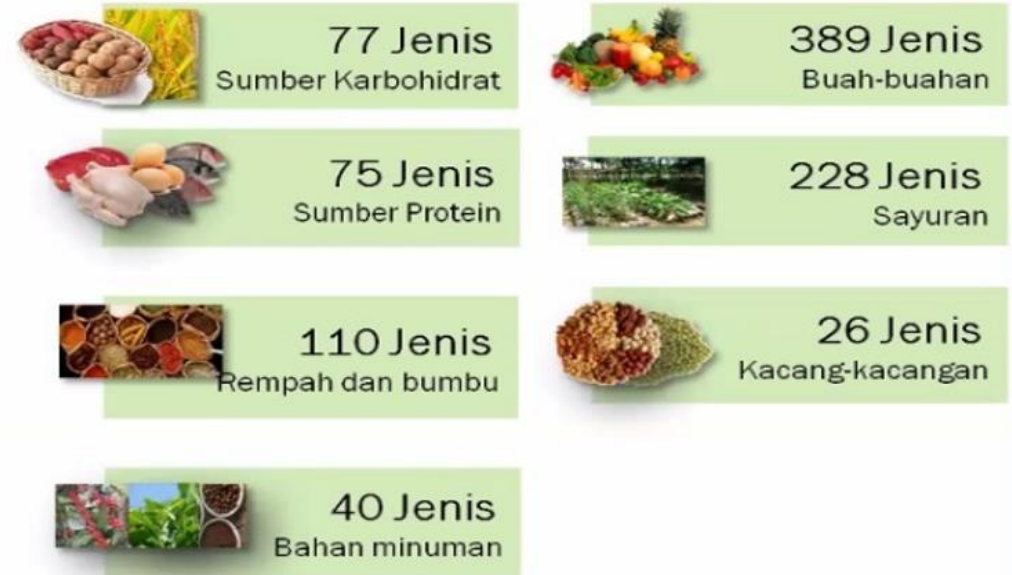 77 Jenis
Sumber Karbohidrat
75 Jenis
Sumber Protein
110 Jenis
Rempah dan bumbu
40 Jenis
Bahan minuman
389 Jenis
Buah-buahan
228 Jenis
Sayuran
26 Jenis
Kacang-kacangan